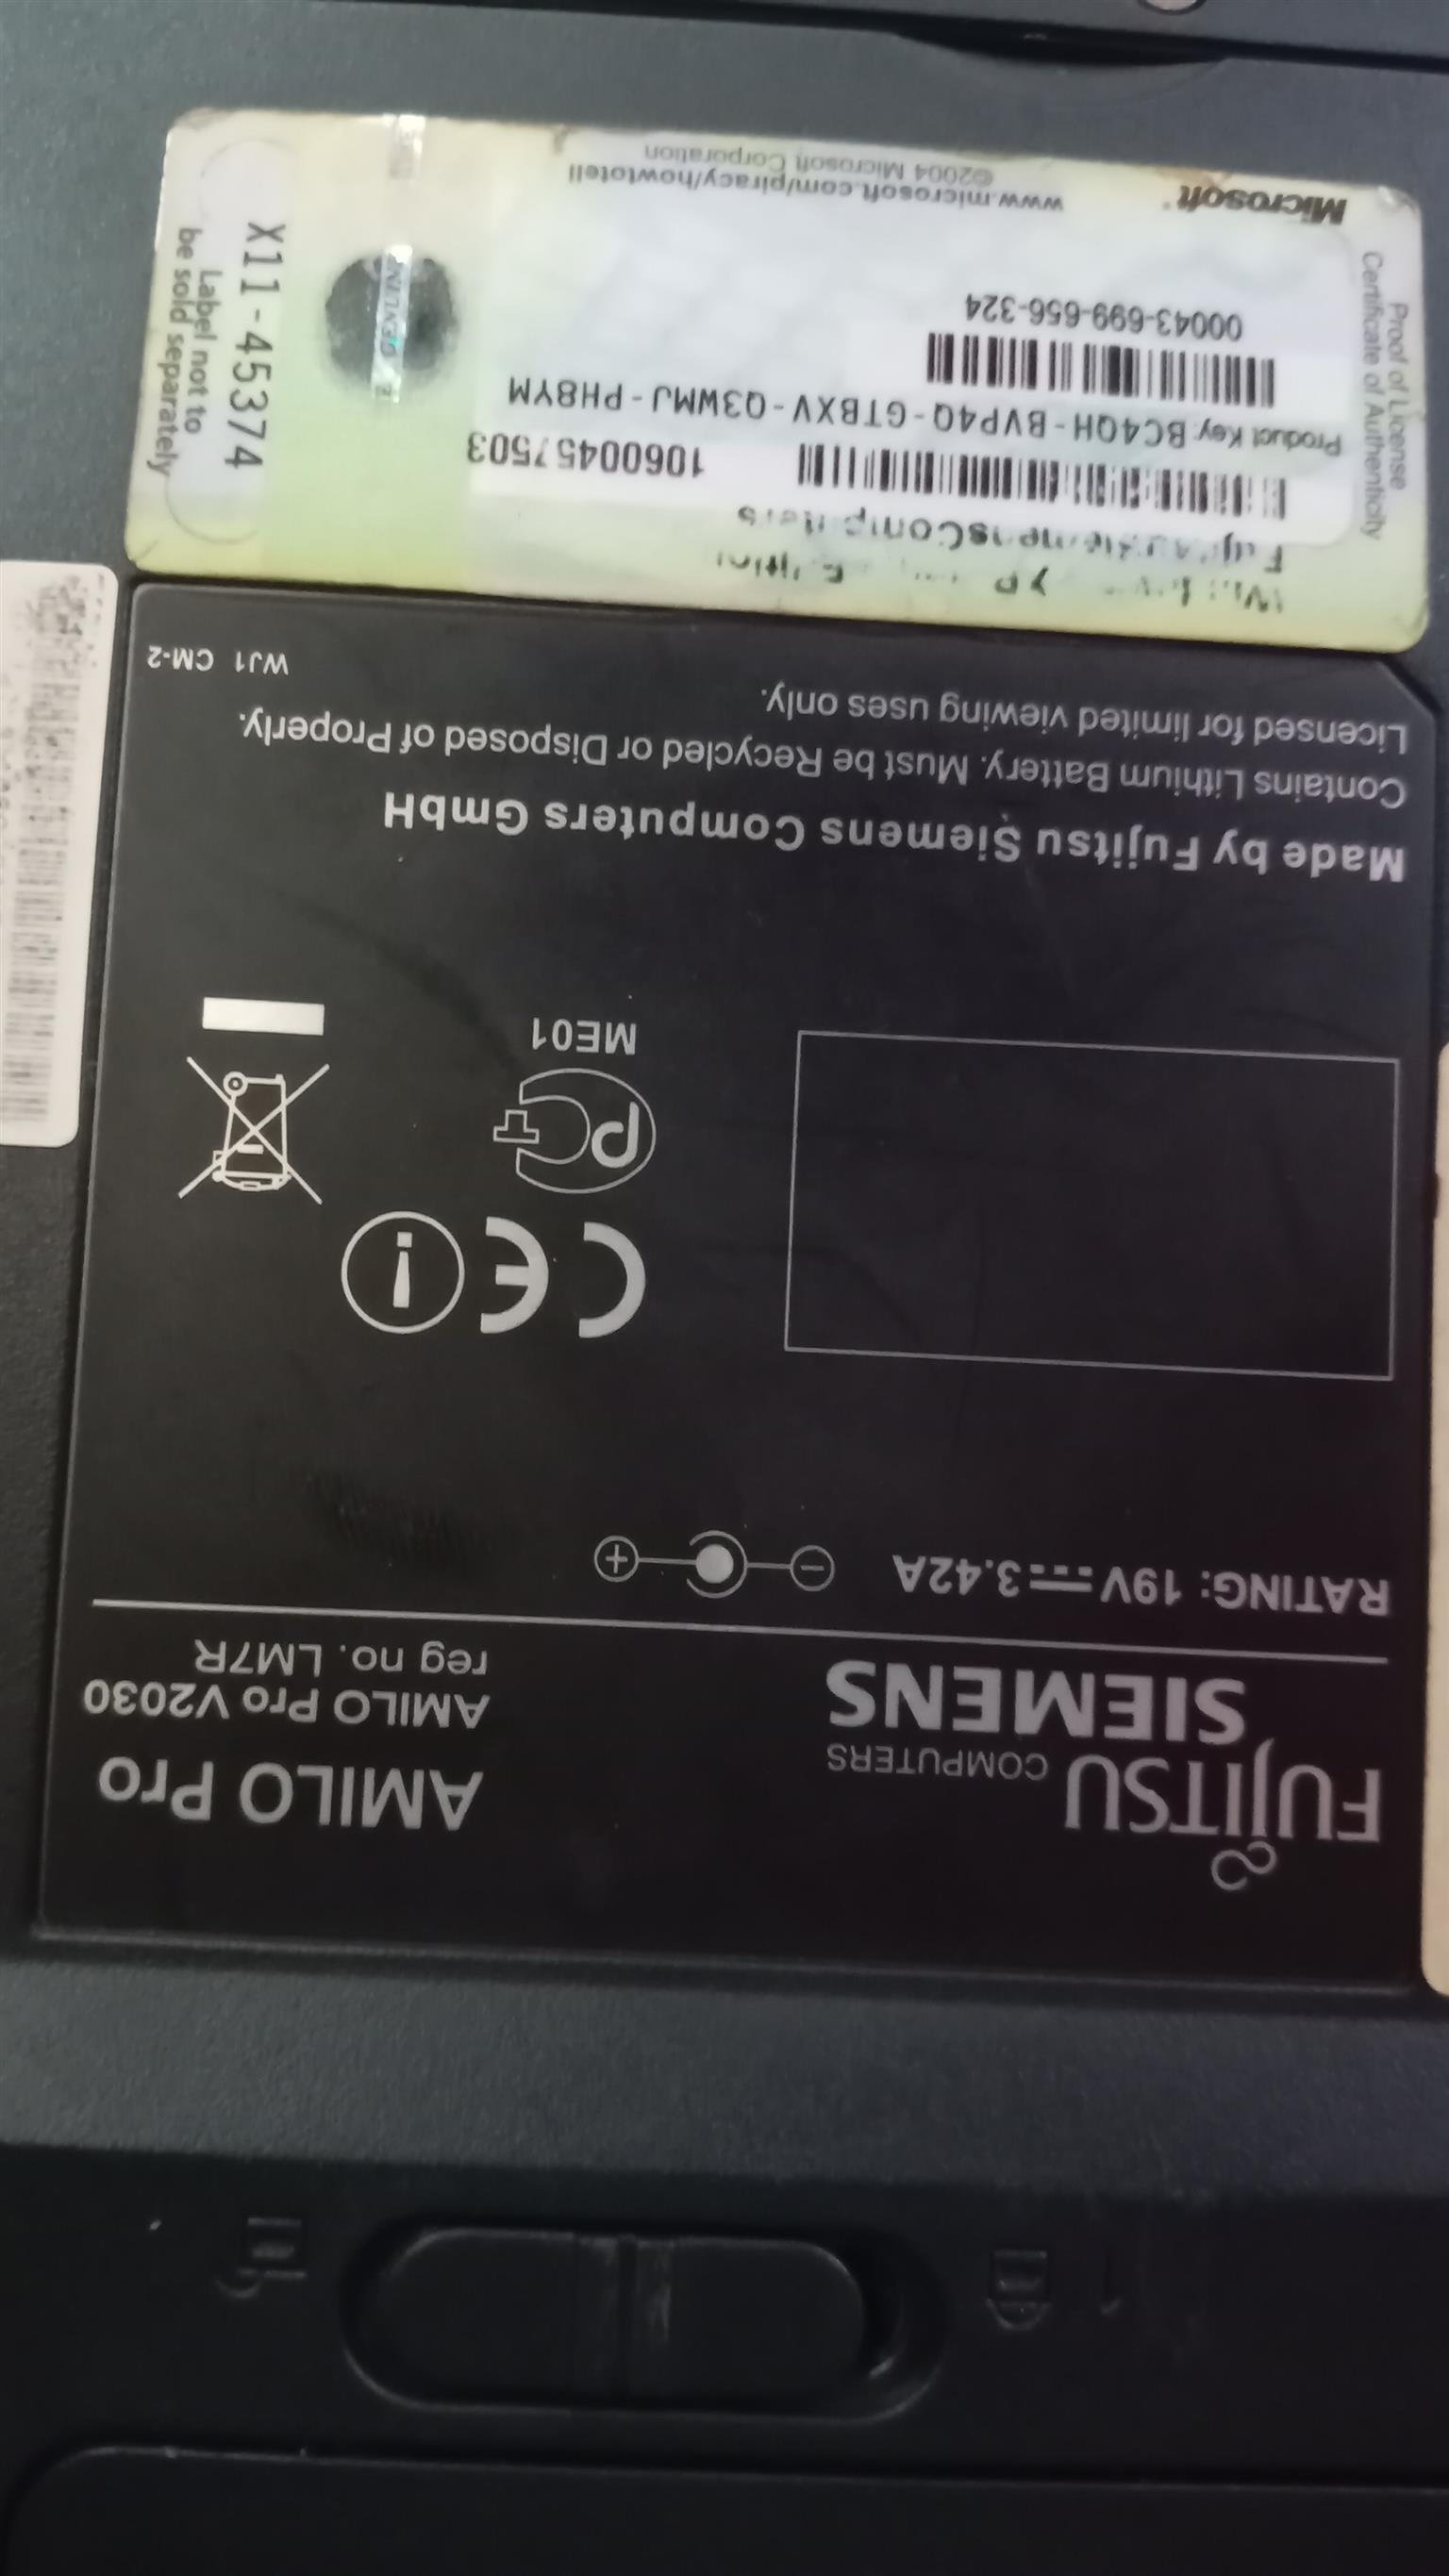 FUJITSU
COMPUTERS
SIEMENS
AMILO Pro
AMILO Pro V2030
reg no. LM7R
RATING: 19V 3.42A
CE
PCT
ME01
Made by Fujitsu Siemens Computers GmbH
Contains Lithium Battery. Must be Recycled or Disposed of Properly.
Licensed for limited viewing uses only.
WJ1 CM-2
10600457503
Product Key: BC4QH-BVP4Q-GTBXV-Q3WMJ-PH8YM
00043-699-656-324
Microsoft®
www.microsoft.com/piracy/howtotell
©2004 Microsoft Corporation
Proof of License
Certificate of Authenticity
X11-45374
Label not to
be sold separately